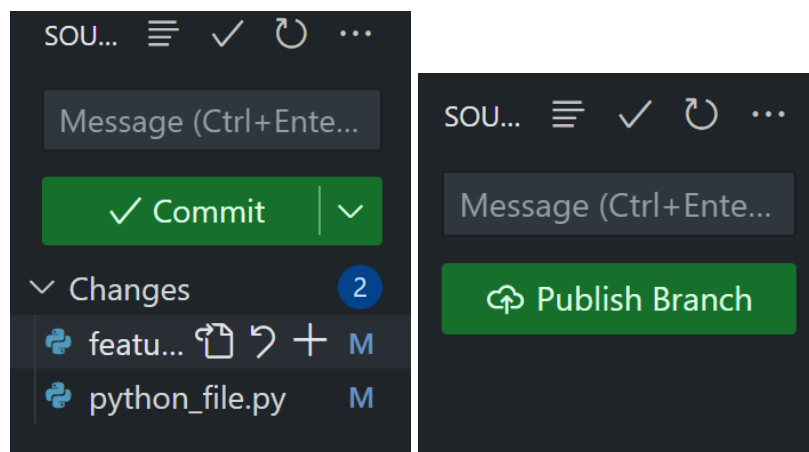 SOU...
Message (Ctrl+Ente...
Commit
Changes 2
featu... M
python_file.py M
SOU...
Message (Ctrl+Ente...
Publish Branch